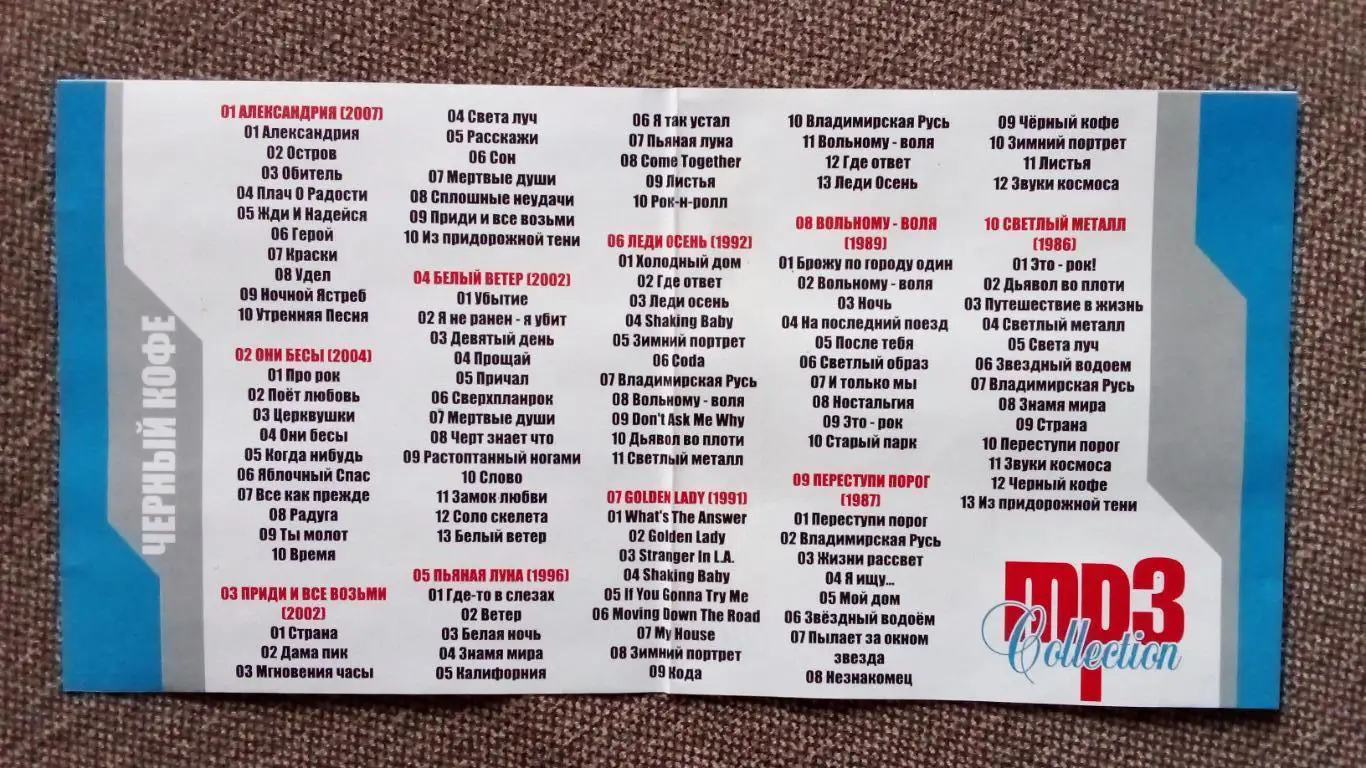 ЧЕРНЫЙ КОФЕ
01 АЛЕКСАНДРИЯ (2007)
01 Александрия
02 Остров
03 Обитель
04 Плач О Радости
05 Жди И Надейся
06 Герой
07 Краски
08 Удел
09 Ночной Ястреб
10 Утренняя Песня
02 ОНИ БЕСЫ (2004)
01 Про рок
02 Поёт любовь
03 Церквушки
04 Они бесы
05 Когда нибудь
06 Яблочный Спас
07 Все как прежде
08 Радуга
09 Ты молот
10 Время
03 ПРИДИ И ВСЕ ВОЗЬМИ
(2002)
01 Страна
02 Дама пик
03 Мгновения часы
04 Света луч
05 Расскажи
06 Сон
07 Мертвые души
08 Сплошные неудачи
09 Приди и все возьми
10 Из придорожной тени
04 БЕЛЫЙ ВЕТЕР (2002)
01 Убытие
02 Я не ранен - я убит
03 Девятый день
04 Прощай
05 Причал
06 Сверхпланрок
07 Мертвые души
08 Черт знает что
09 Растоптанный ногами
10 Слово
11 Замок любви
12 Соло скелета
13 Белый ветер
05 ПЬЯНАЯ ЛУНА (1996)
01 Где-то в слезах
02 Ветер
03 Белая ночь
04 Знамя мира
05 Калифорния
06 Я так устал
07 Пьяная луна
08 Come Together
09 Листья
10 Рок-н-ролл
06 ЛЕДИ ОСЕНЬ (1992)
01 Холодный дом
02 Где ответ
03 Леди осень
04 Shaking Baby
05 Зимний портрет
06 Coda
07 Владимирская Русь
08 Вольному - воля
09 Don't Ask Me Why
10 Дьявол во плоти
11 Светлый металл
07 GOLDEN LADY (1991)
01 What's The Answer
02 Golden Lady
03 Stranger In L.A.
04 Shaking Baby
05 If You Gonna Try Me
06 Moving Down The Road
07 My House
08 Зимний портрет
09 Кода
10 Владимирская Русь
11 Вольному - воля
12 Где ответ
13 Леди Осень
08 ВОЛЬНОМУ - ВОЛЯ
(1989)
01 Брожу по городу один
02 Вольному - воля
03 Ночь
04 На последний поезд
05 После тебя
06 Светлый образ
07 И только мы
08 Ностальгия
09 Это - рок
10 Старый парк
09 ПЕРЕСТУПИ ПОРОГ
(1987)
01 Переступи порог
02 Владимирская Русь
03 Жизни рассвет
04 Я ищу...
05 Мой дом
06 Звёздный водоём
07 Пылает за окном
звезда
08 Незнакомец
09 Чёрный кофе
10 Зимний портрет
11 Листья
12 Звуки космоса
10 СВЕТЛЫЙ МЕТАЛЛ
(1986)
01 Это - рок!
02 Дьявол во плоти
03 Путешествие в жизнь
04 Светлый металл
05 Света луч
06 Звездный водоем
07 Владимирская Русь
08 Знамя мира
09 Страна
10 Переступи порог
11 Звуки космоса
12 Черный кофе
13 Из придорожной тени
mp3
Collection